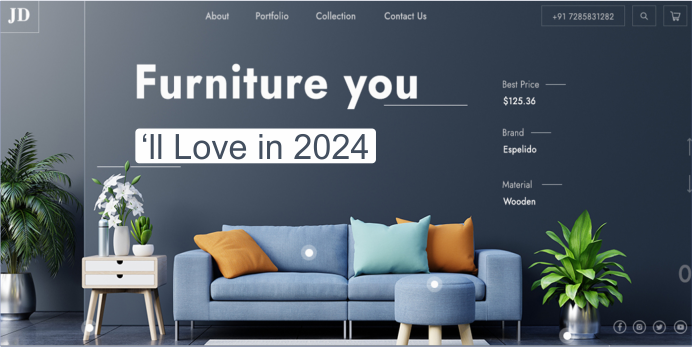 JD
About Portfolio Collection Contact Us
+91 7285831282
Furniture you
‘ll Love in 2024
Best Price
$125.36
Brand
Espelido
Material
Wooden
0